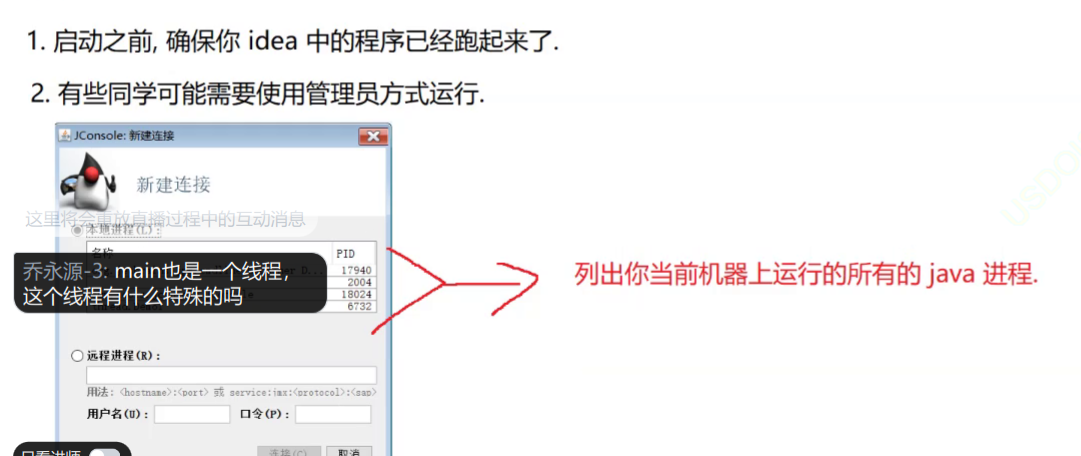 1. 启动之前, 确保你 idea 中的程序已经跑起来了.
2. 有些同学可能需要使用管理员方式运行.
JConsole: 新建连接
新建连接
这里将会重放直播过程中的互动消息
本地进程(L):
名称 PID
17940
乔永源-3: main也是一个线程，
这个线程有什么特殊的吗
2004
18024
6732
列出你当前机器上运行的所有的 java 进程.
远程进程(R):
用法: <hostname>:<port> 或 service:jmx:<protocol>:<sap>
用户名(U): 口令(P):
连接(C) 取消
只看讲师